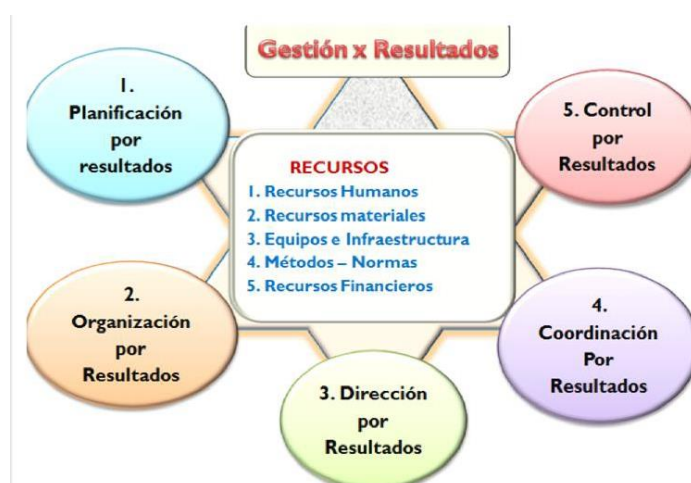 Gestión x Resultados
1.
Planificación
por
resultados
5. Control
por
Resultados
RECURSOS
1. Recursos Humanos
2. Recursos materiales
3. Equipos e Infraestructura
4. Métodos – Normas
5. Recursos Financieros
2.
Organización
por
Resultados
4.
Coordinación
Por
Resultados
3. Dirección
por
Resultados